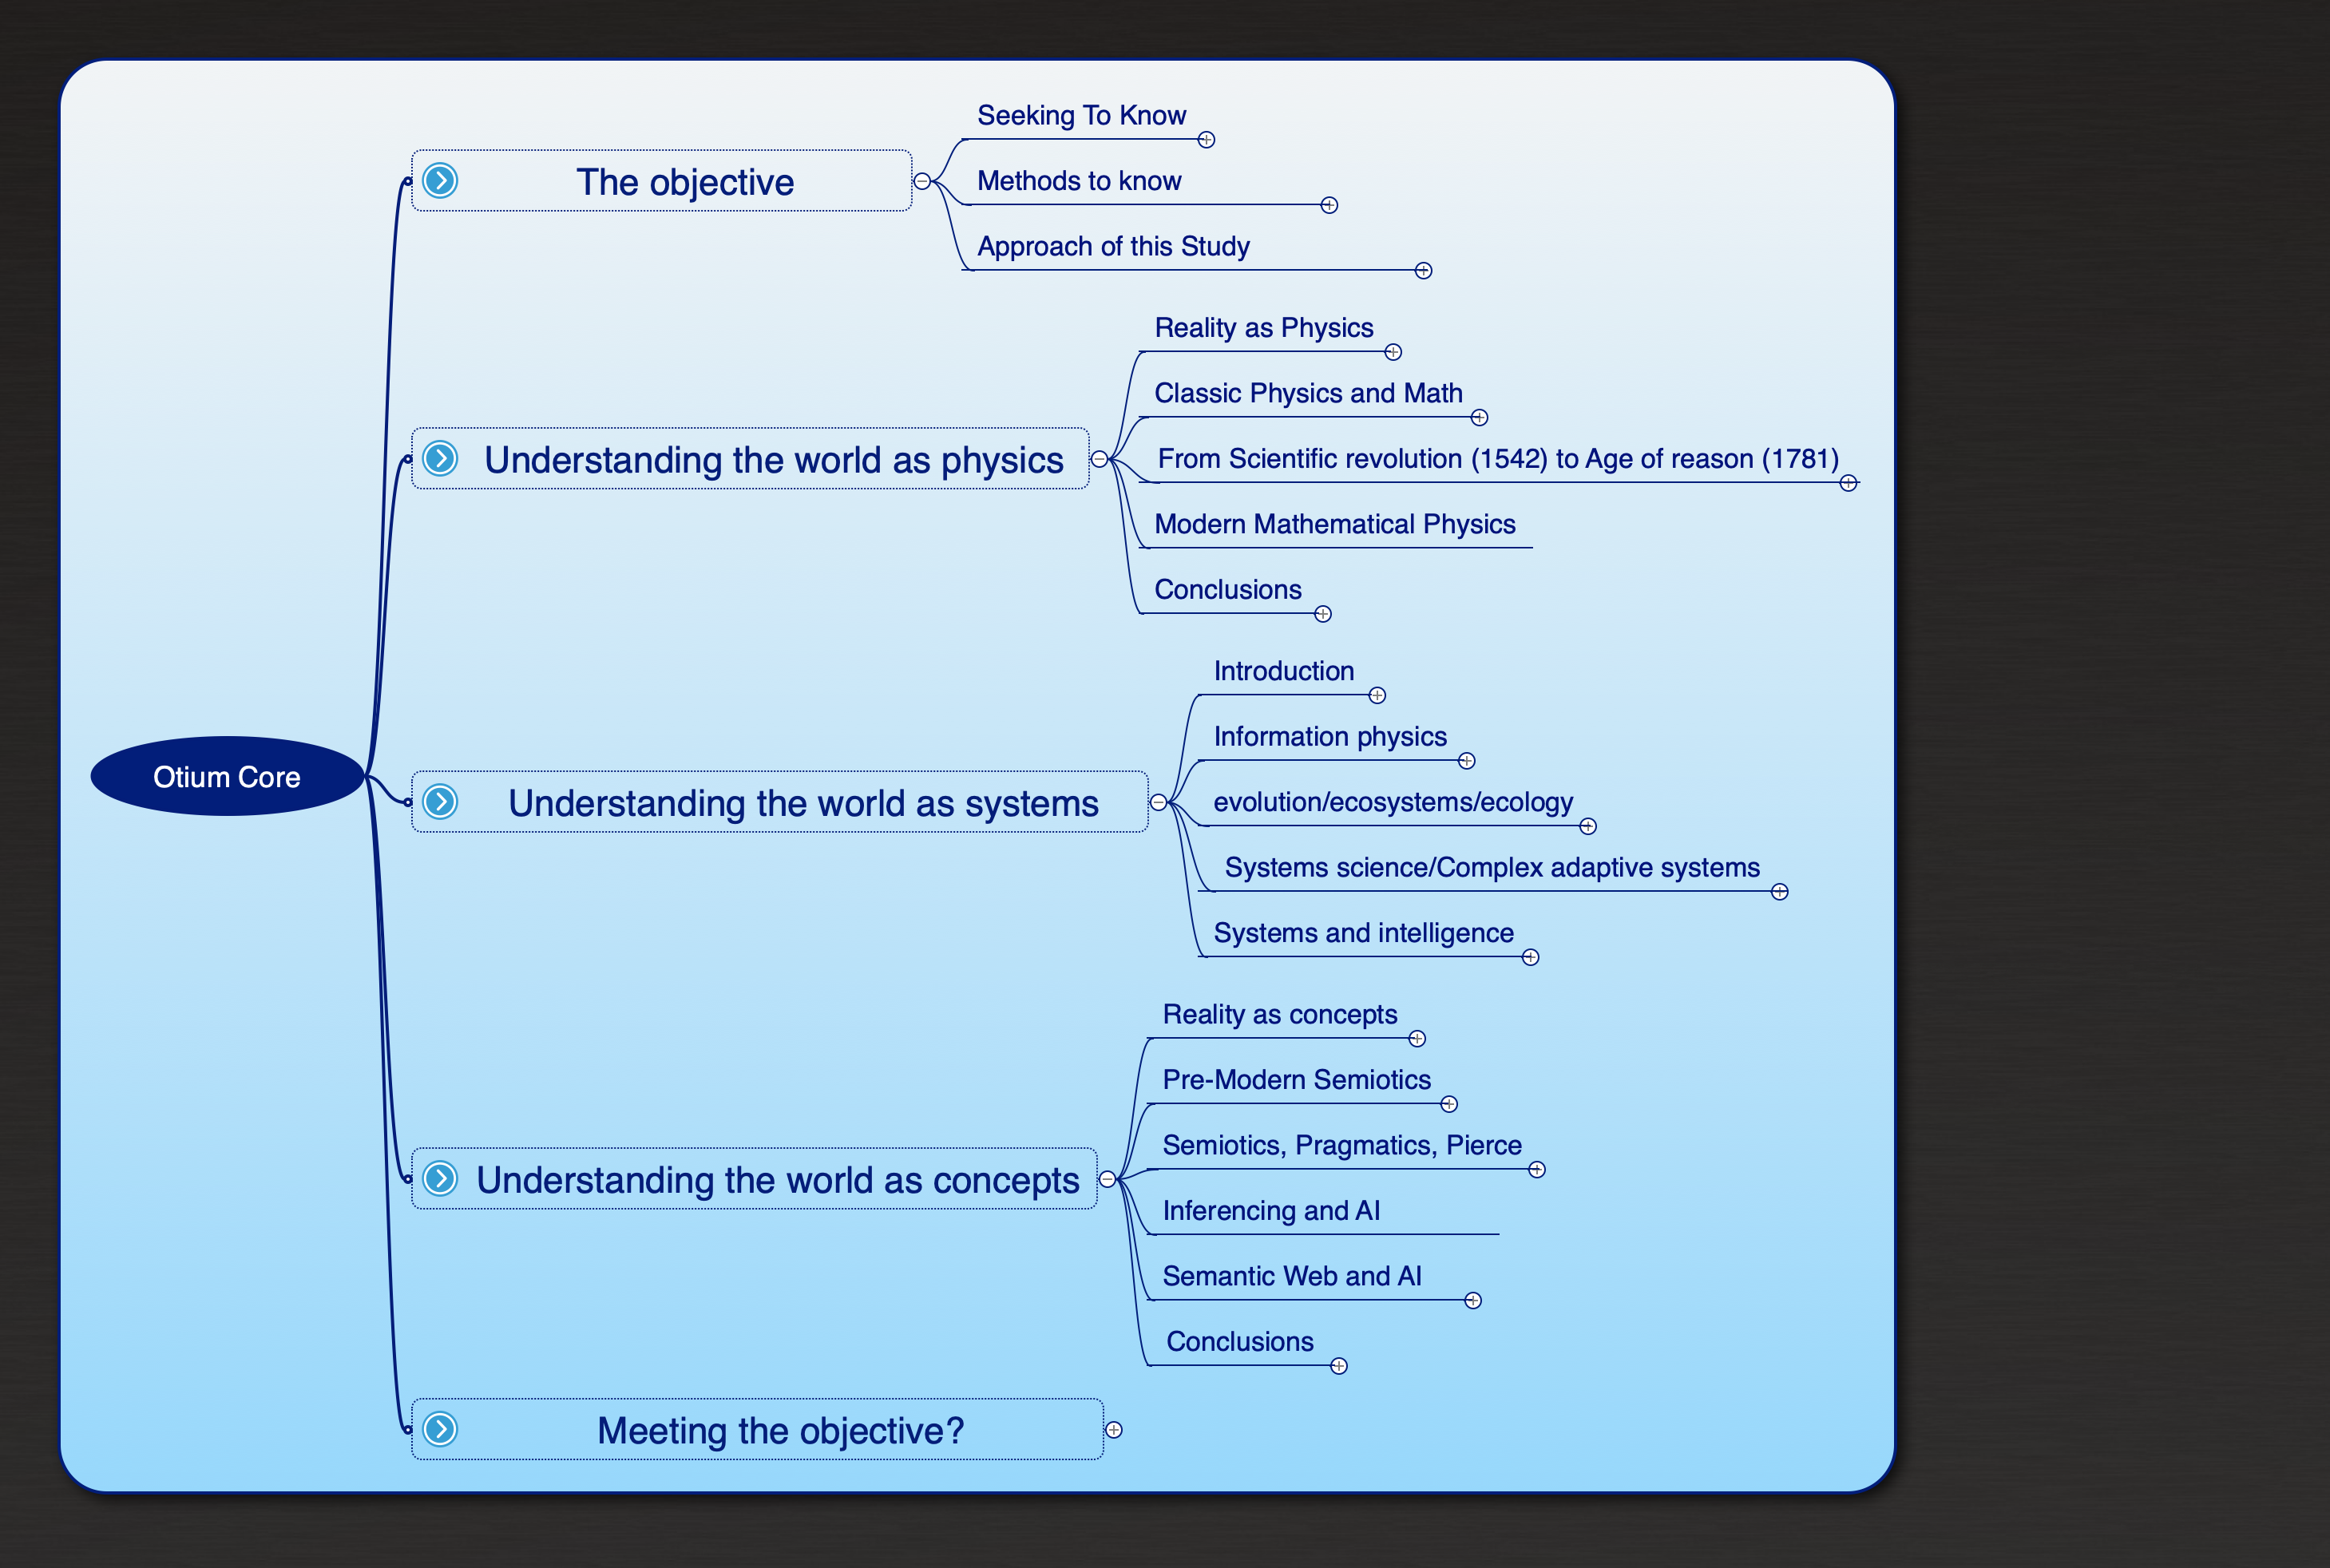 Otium Core
The objective
Seeking To Know
Methods to know
Approach of this Study
Understanding the world as physics
Reality as Physics
Classic Physics and Math
From Scientific revolution (1542) to Age of reason (1781)
Modern Mathematical Physics
Conclusions
Understanding the world as systems
Introduction
Information physics
evolution/ecosystems/ecology
Systems science/Complex adaptive systems
Systems and intelligence
Understanding the world as concepts
Reality as concepts
Pre-Modern Semiotics
Semiotics, Pragmatics, Pierce
Inferencing and AI
Semantic Web and AI
Conclusions
Meeting the objective?